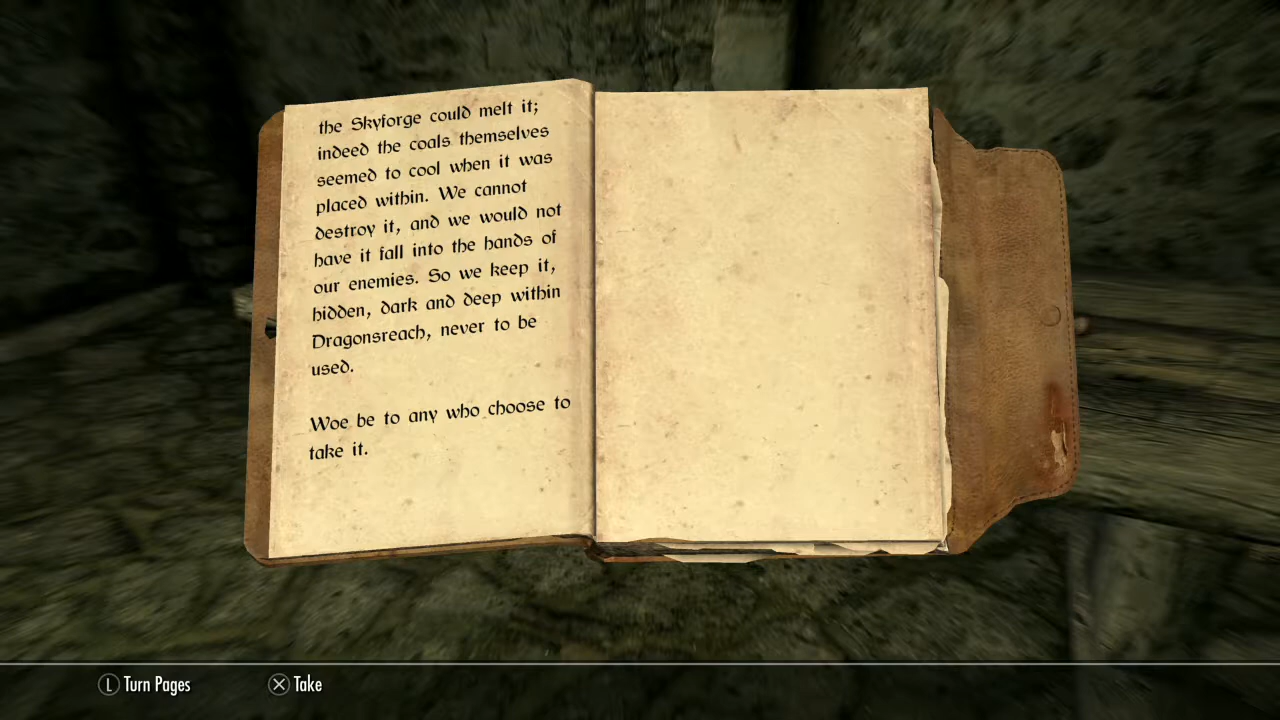 the Skyforge could melt it;
indeed the coals themselves
seemed to cool when it was
placed within. We cannot
destroy it, and we would not
have it fall into the hands of
our enemies. So we keep it,
hidden, dark and deep within
Dragonsreach, never to be
used.
Woe be to any who choose to
take it.
L Turn Pages
X Take